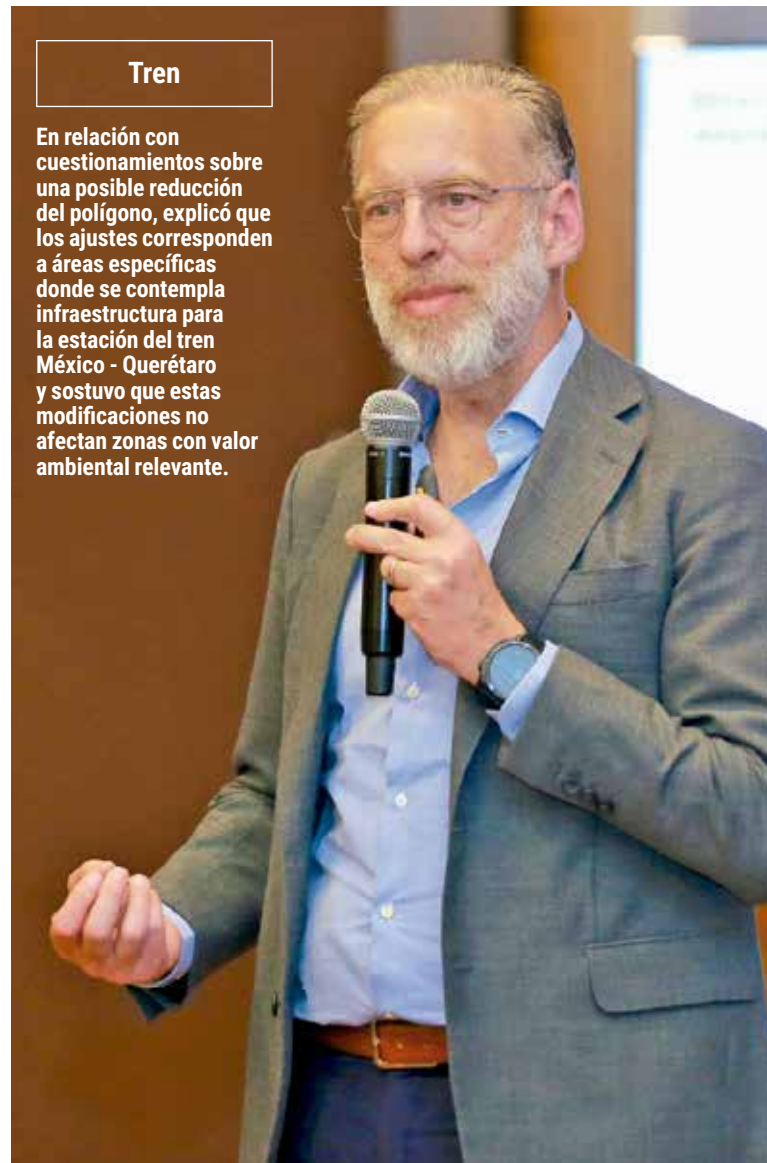 Tren
En relación con
cuestionamientos sobre
una posible reducción
del polígono, explicó que
los ajustes corresponden
a áreas específicas
donde se contempla
infraestructura para
la estación del tren
México - Querétaro
y sostuvo que estas
modificaciones no
afectan zonas con valor
ambiental relevante.